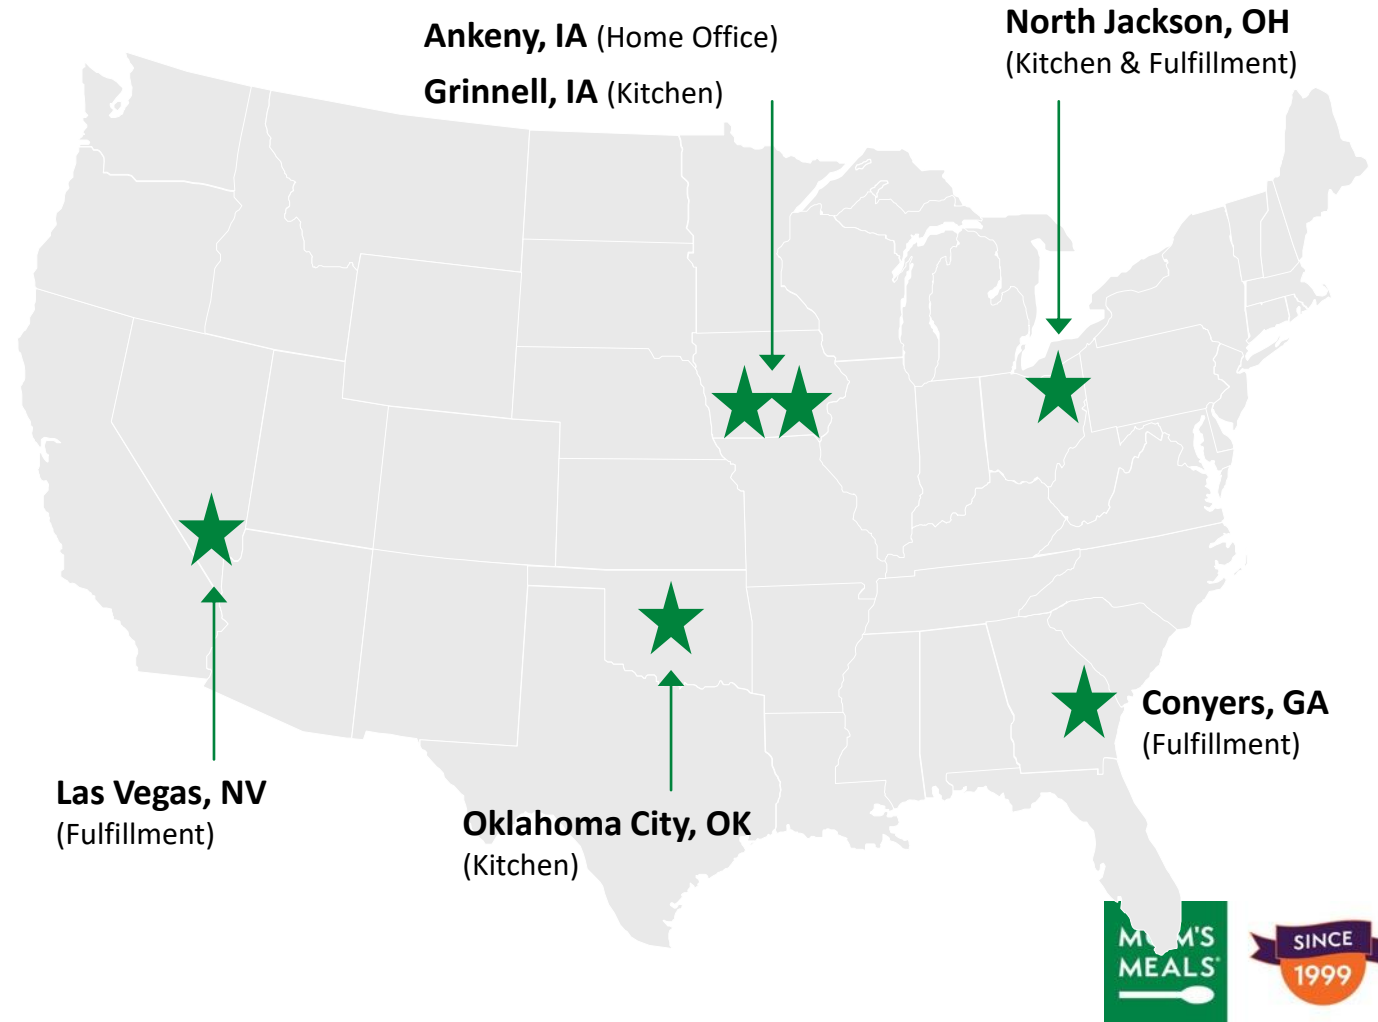 Ankeny, IA (Home Office)
Grinnell, IA (Kitchen)
North Jackson, OH
(Kitchen & Fulfillment)
Las Vegas, NV
(Fulfillment)
Oklahoma City, OK
(Kitchen)
Conyers, GA
(Fulfillment)
MOM'S
MEALS®
SINCE
1999